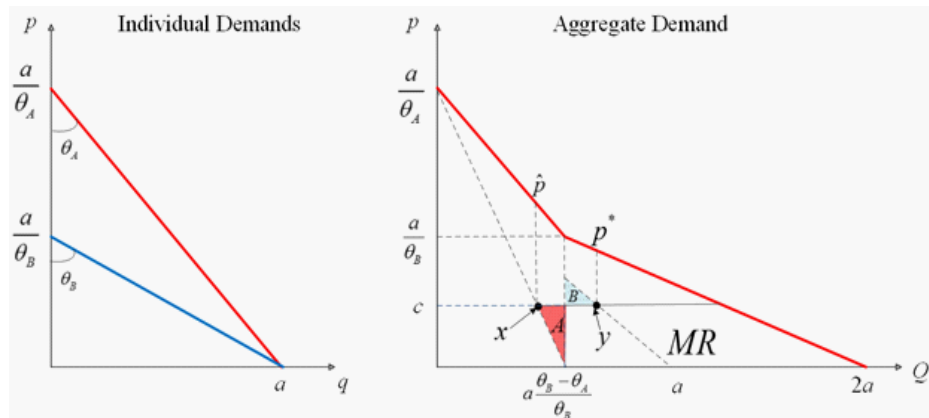 Individual Demands
p
a
θ_A
θ_A
a
θ_B
θ_B
a
q
Aggregate Demand
p
a
θ_A
p̂
a
θ_B
p*
c
B
A
x
y
MR
a (θ_B − θ_A) / θ_B
a
2a
Q